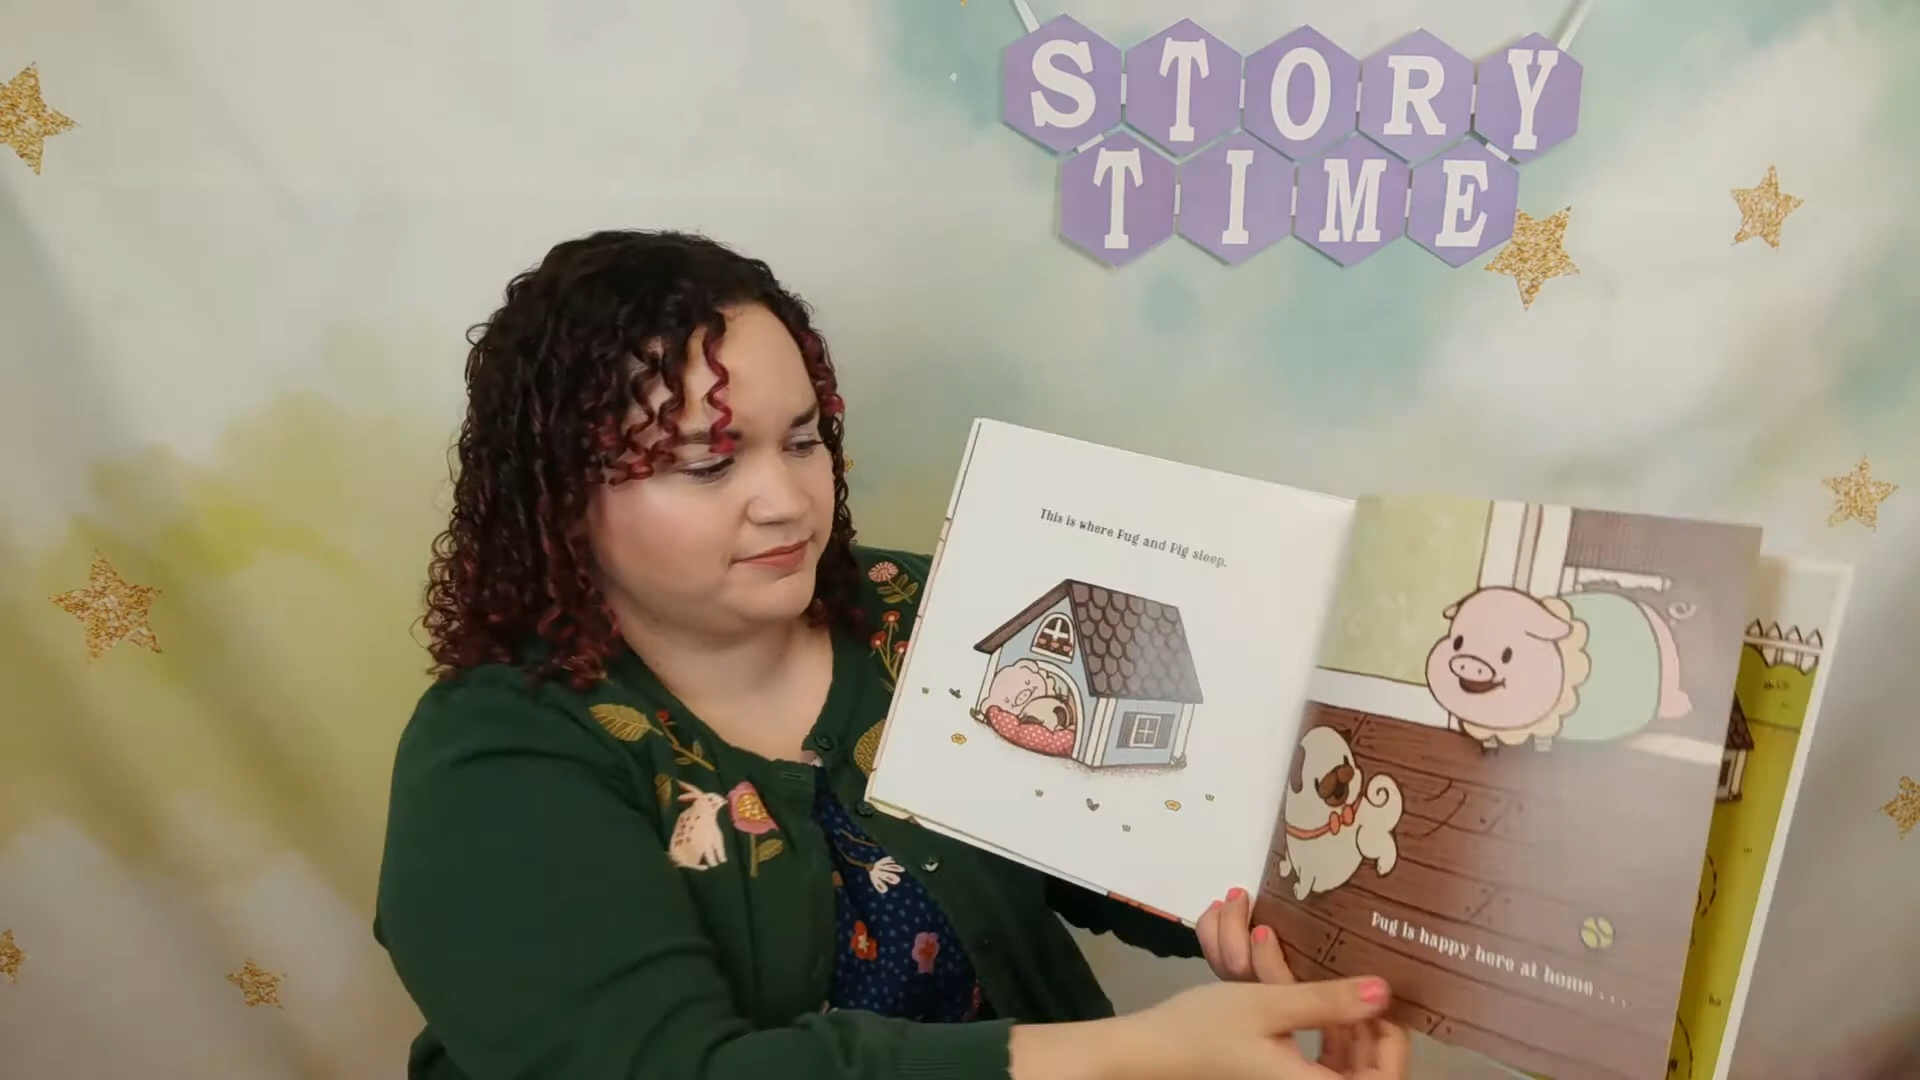 STORY
TIME
This is where Pug and Pig sleep.
Pug is happy here at home . . .